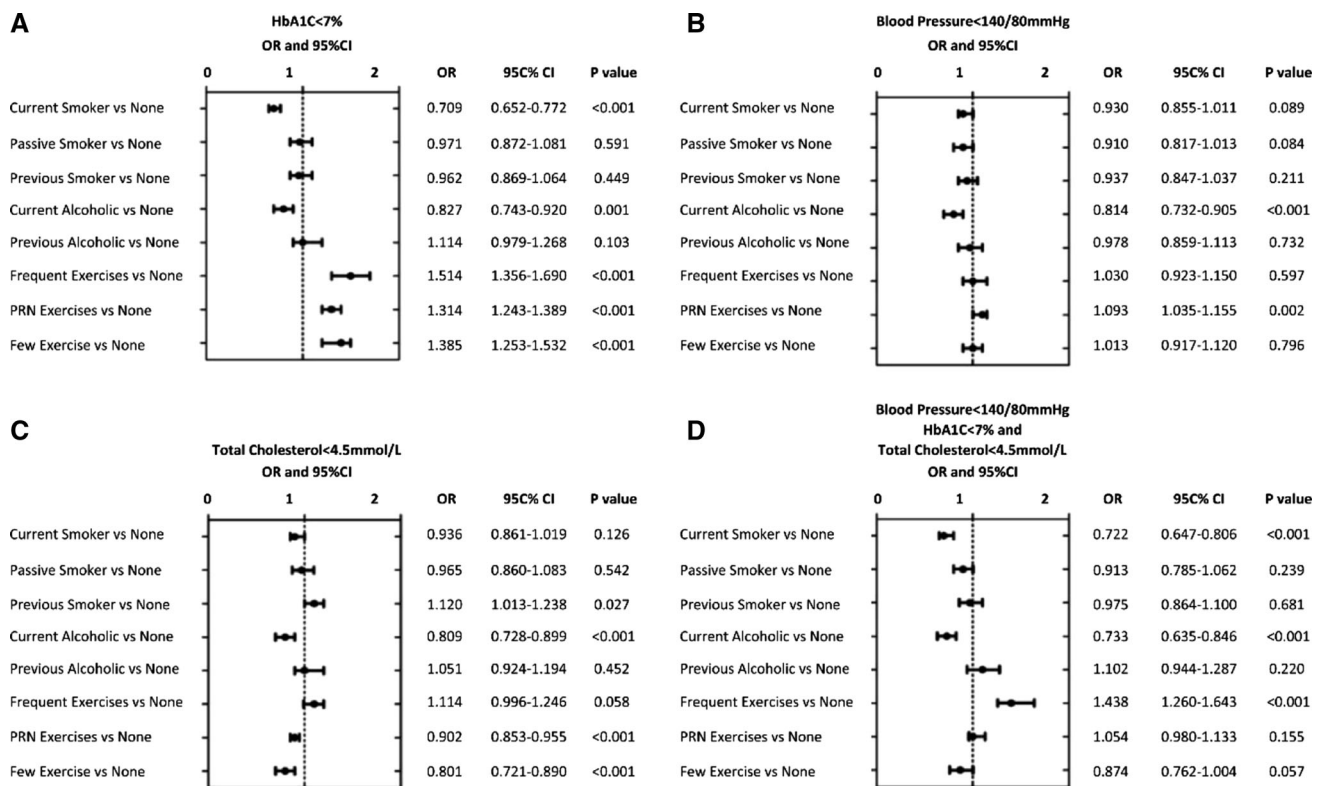 A
HbA1C<7%
OR and 95%CI
0 1 2 OR 95C% CI P value
Current Smoker vs None 0.709 0.652-0.772 <0.001
Passive Smoker vs None 0.971 0.872-1.081 0.591
Previous Smoker vs None 0.962 0.869-1.064 0.449
Current Alcoholic vs None 0.827 0.743-0.920 0.001
Previous Alcoholic vs None 1.114 0.979-1.268 0.103
Frequent Exercises vs None 1.514 1.356-1.690 <0.001
PRN Exercises vs None 1.314 1.243-1.389 <0.001
Few Exercise vs None 1.385 1.253-1.532 <0.001
B
Blood Pressure<140/80mmHg
OR and 95%CI
0 1 2 OR 95C% CI P value
Current Smoker vs None 0.930 0.855-1.011 0.089
Passive Smoker vs None 0.910 0.817-1.013 0.084
Previous Smoker vs None 0.937 0.847-1.037 0.211
Current Alcoholic vs None 0.814 0.732-0.905 <0.001
Previous Alcoholic vs None 0.978 0.859-1.113 0.732
Frequent Exercises vs None 1.030 0.923-1.150 0.597
PRN Exercises vs None 1.093 1.035-1.155 0.002
Few Exercise vs None 1.013 0.917-1.120 0.796
C
Total Cholesterol<4.5mmol/L
OR and 95%CI
0 1 2 OR 95C% CI P value
Current Smoker vs None 0.936 0.861-1.019 0.126
Passive Smoker vs None 0.965 0.860-1.083 0.542
Previous Smoker vs None 1.120 1.013-1.238 0.027
Current Alcoholic vs None 0.809 0.728-0.899 <0.001
Previous Alcoholic vs None 1.051 0.924-1.194 0.452
Frequent Exercises vs None 1.114 0.996-1.246 0.058
PRN Exercises vs None 0.902 0.853-0.955 <0.001
Few Exercise vs None 0.801 0.721-0.890 <0.001
D
Blood Pressure<140/80mmHg
HbA1C<7% and
Total Cholesterol<4.5mmol/L
OR and 95%CI
0 1 2 OR 95C% CI P value
Current Smoker vs None 0.722 0.647-0.806 <0.001
Passive Smoker vs None 0.913 0.785-1.062 0.239
Previous Smoker vs None 0.975 0.864-1.100 0.681
Current Alcoholic vs None 0.733 0.635-0.846 <0.001
Previous Alcoholic vs None 1.102 0.944-1.287 0.220
Frequent Exercises vs None 1.438 1.260-1.643 <0.001
PRN Exercises vs None 1.054 0.980-1.133 0.155
Few Exercise vs None 0.874 0.762-1.004 0.057